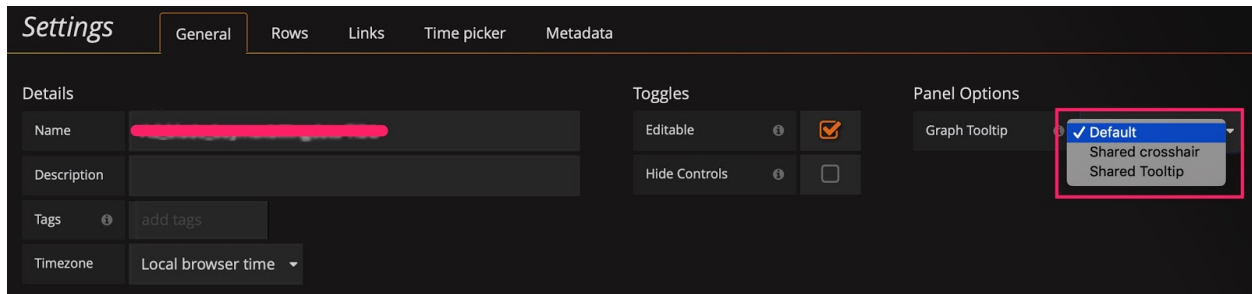 Settings
General
Rows
Links
Time picker
Metadata
Details
Name
Description
Tags
add tags
Timezone
Local browser time
Toggles
Editable
Hide Controls
Panel Options
Graph Tooltip
✓ Default
Shared crosshair
Shared Tooltip